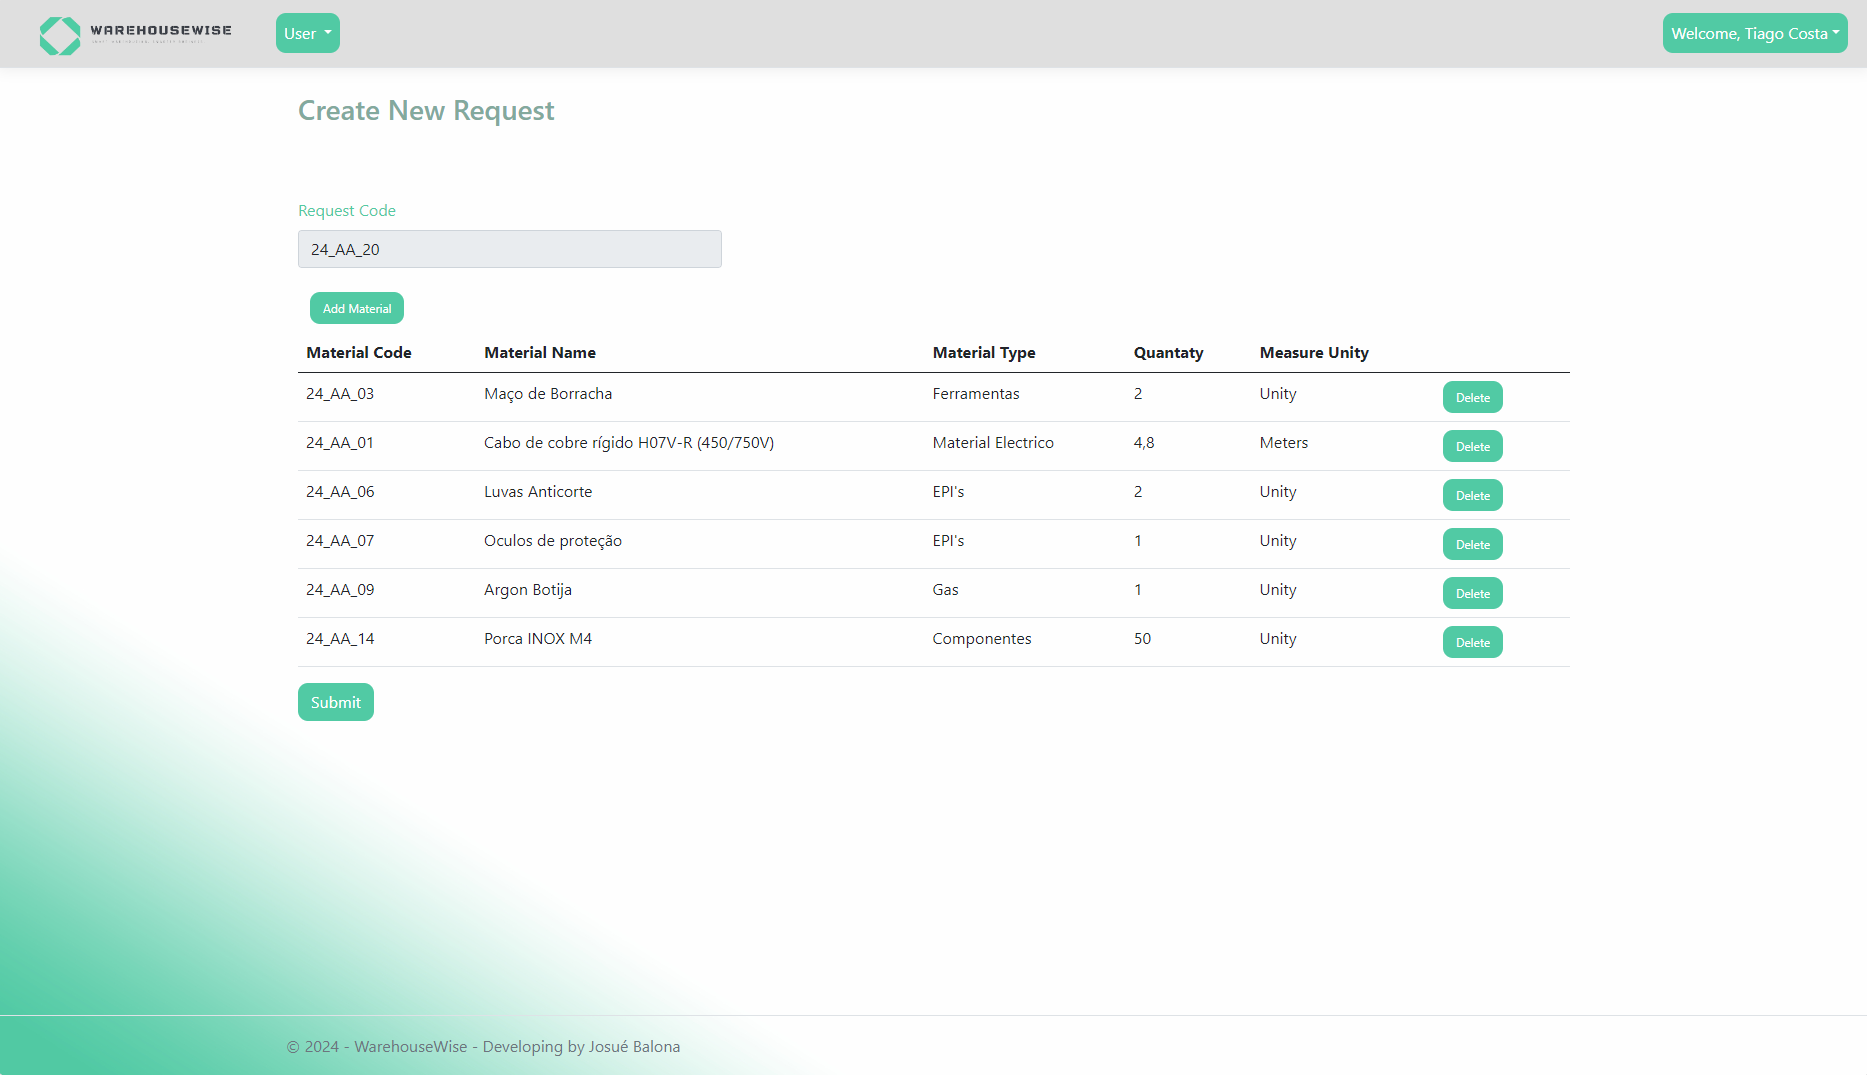 WAREHOUSEWISE
User
Welcome, Tiago Costa
Create New Request
Request Code
24_AA_20
Add Material
Material Code Material Name Material Type Quantaty Measure Unity
24_AA_03 Maço de Borracha Ferramentas 2 Unity Delete
24_AA_01 Cabo de cobre rígido H07V-R (450/750V) Material Electrico 4,8 Meters Delete
24_AA_06 Luvas Anticorte EPI's 2 Unity Delete
24_AA_07 Oculos de proteção EPI's 1 Unity Delete
24_AA_09 Argon Botija Gas 1 Unity Delete
24_AA_14 Porca INOX M4 Componentes 50 Unity Delete
Submit
© 2024 - WarehouseWise - Developing by Josué Balona